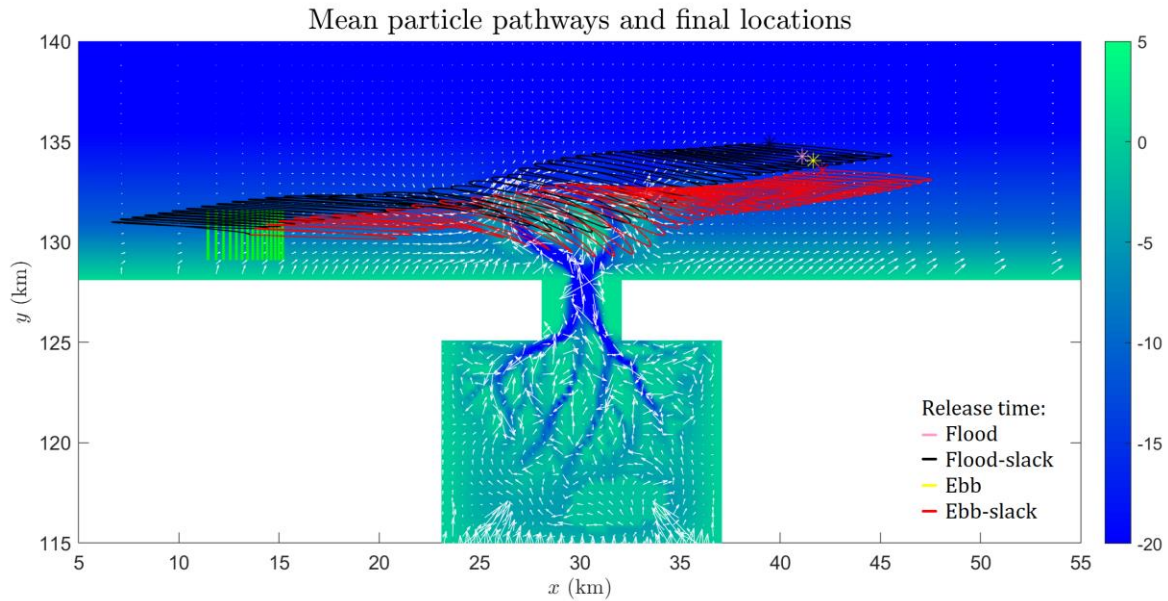 Mean particle pathways and final locations
140
135
130
125
120
115
y (km)
5 10 15 20 25 30 35 40 45 50 55
x (km)
Release time:
Flood
Flood-slack
Ebb
Ebb-slack
5
0
-5
-10
-15
-20